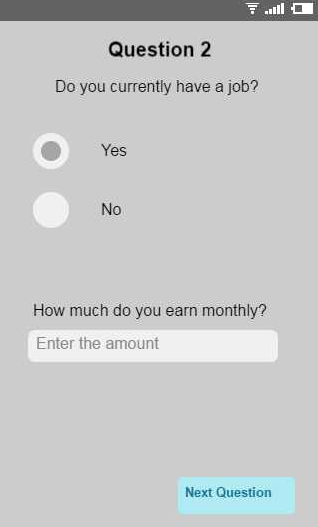 Question 2
Do you currently have a job?
Yes
No
How much do you earn monthly?
Enter the amount
Next Question